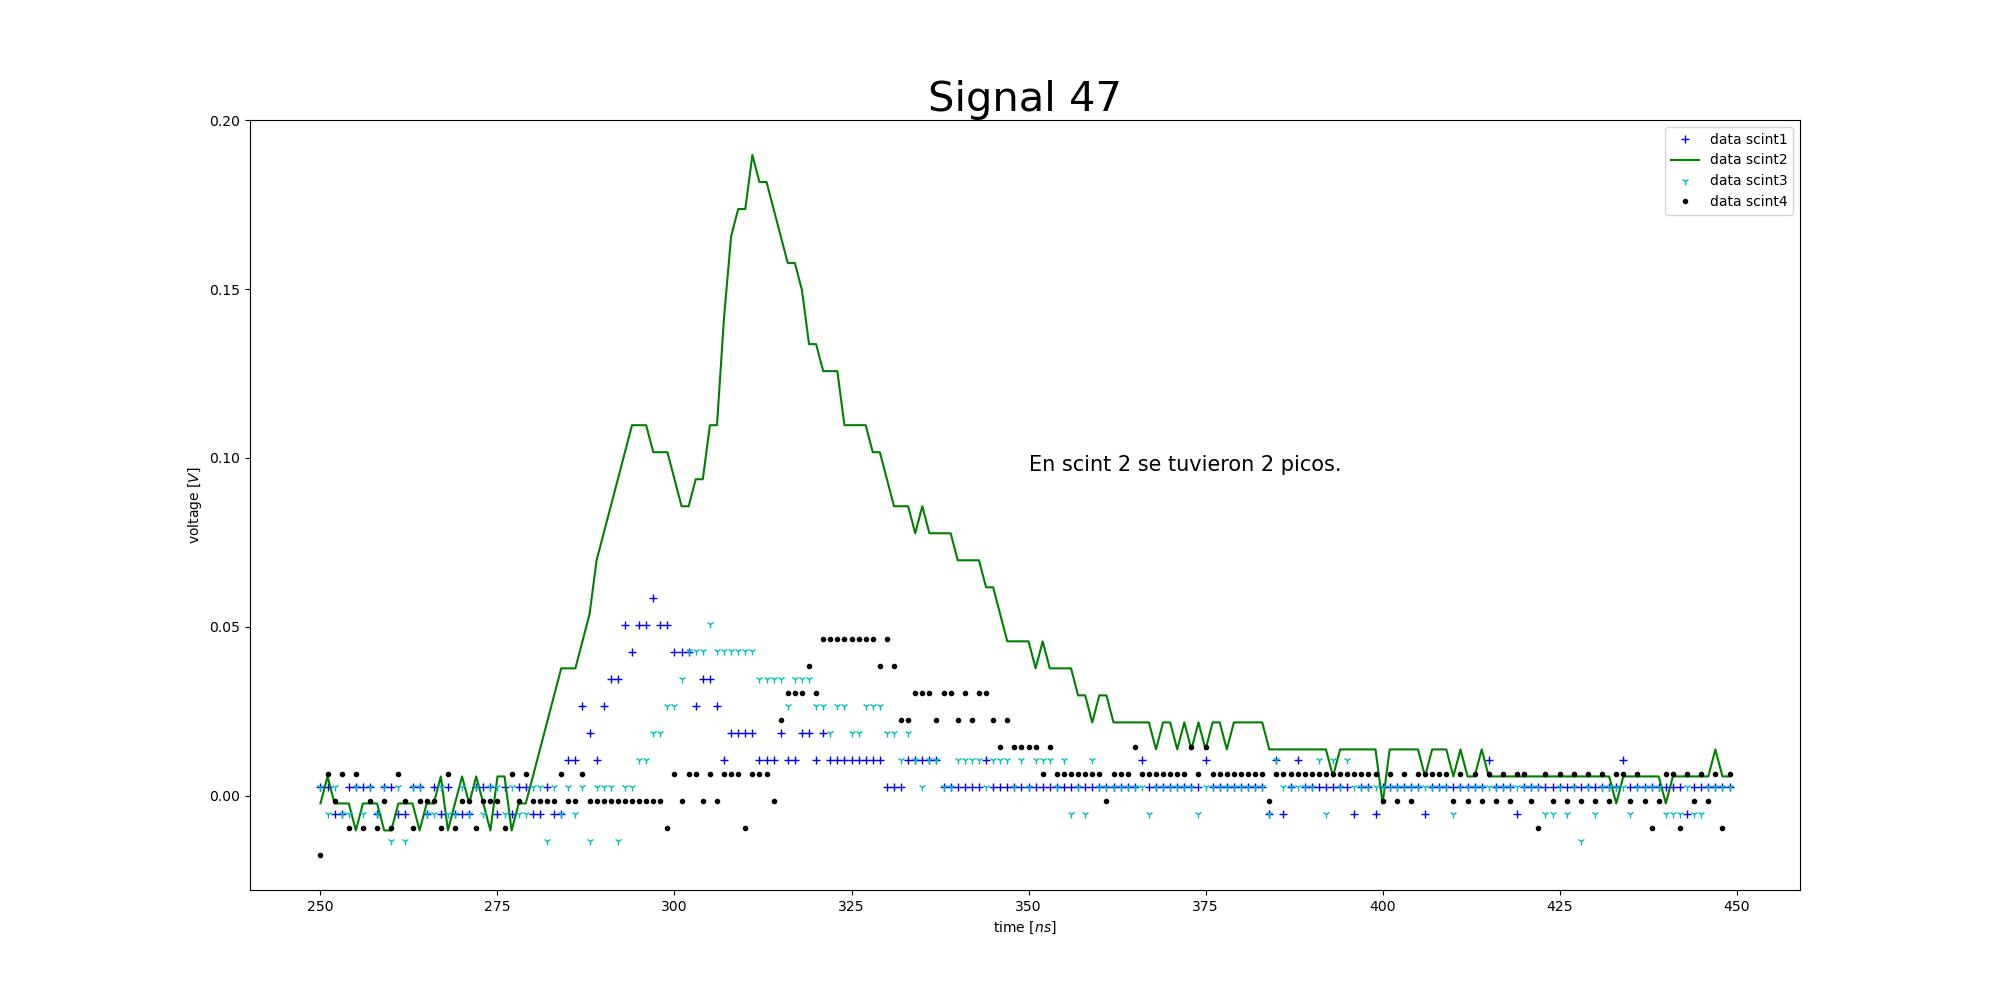 Signal 47
0.20
0.15
0.10
0.05
0.00
voltage [V]
data scint1
data scint2
data scint3
data scint4
En scint 2 se tuvieron 2 picos.
250 275 300 325 350 375 400 425 450
time [ns]